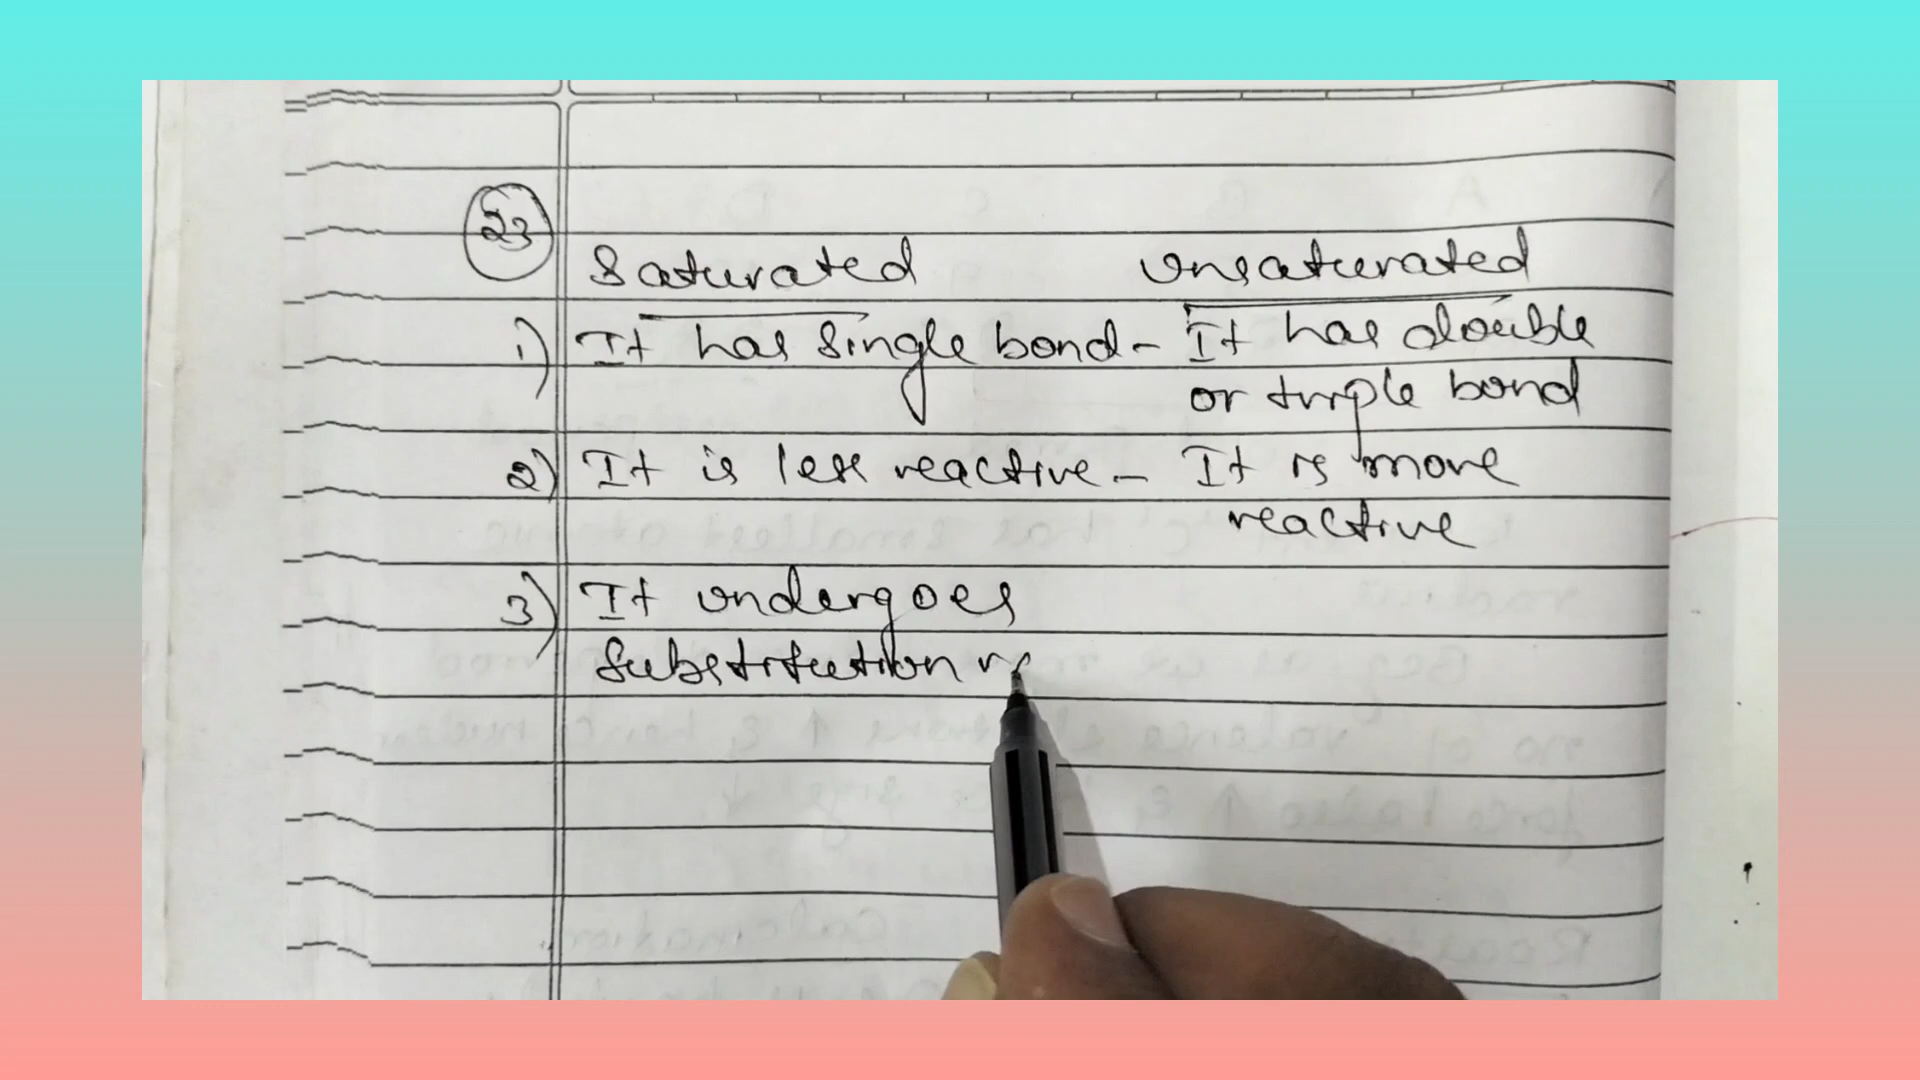 23
Saturated Unsaturated
1) It has single bond - It has double
or triple bond
2) It is less reactive - It is more
reactive
3) It undergoes
Substitution r